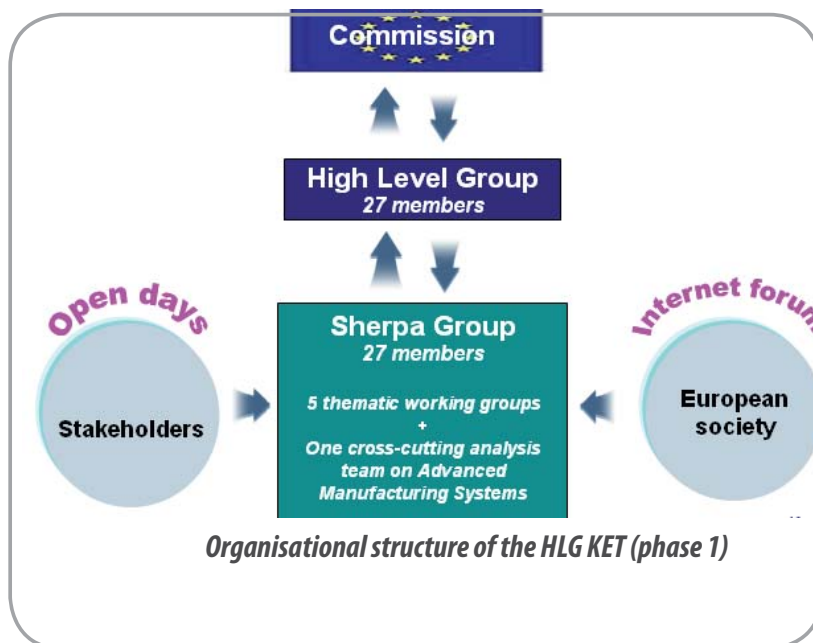 Commission
High Level Group
27 members
Open days
Internet forum
Sherpa Group
27 members
Stakeholders
5 thematic working groups
+
One cross-cutting analysis
team on Advanced
Manufacturing Systems
European
society
Organisational structure of the HLG KET (phase 1)